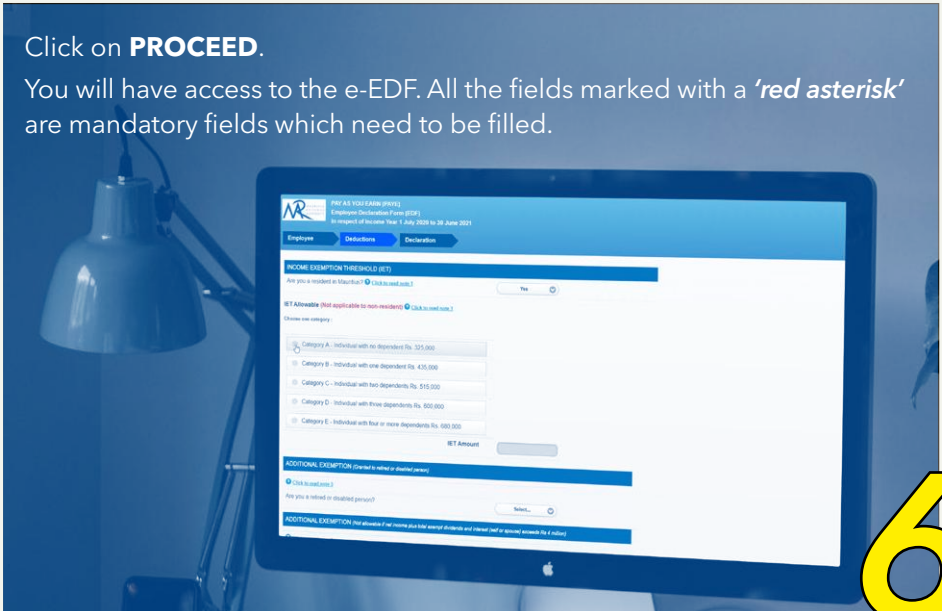 Click on PROCEED.
You will have access to the e-EDF. All the fields marked with a ’red asterisk’
are mandatory fields which need to be filled.
PAY AS YOU EARN (PAYE)
Employee Declaration Form (EDF)
In respect of Income Year 1 July 2020 to 30 June 2021
Employee
Deductions
Declaration
INCOME EXEMPTION THRESHOLD (IET)
Are you a resident in Mauritius? Click to read note 1
Yes
IET Allowable (Not applicable to non-resident) Click to read note 2
Choose one category :
Category A - Individual with no dependent Rs. 325,000
Category B - Individual with one dependent Rs. 435,000
Category C - Individual with two dependents Rs. 515,000
Category D - Individual with three dependents Rs. 600,000
Category E - Individual with four or more dependents Rs. 680,000
IET Amount
ADDITIONAL EXEMPTION (Granted to retired or disabled person)
Click to read note 3
Are you a retired or disabled person?
Select...
ADDITIONAL EXEMPTION (Not allowable if net income plus total exempt dividends and interest (self or spouse) exceeds Rs 4 million)
6